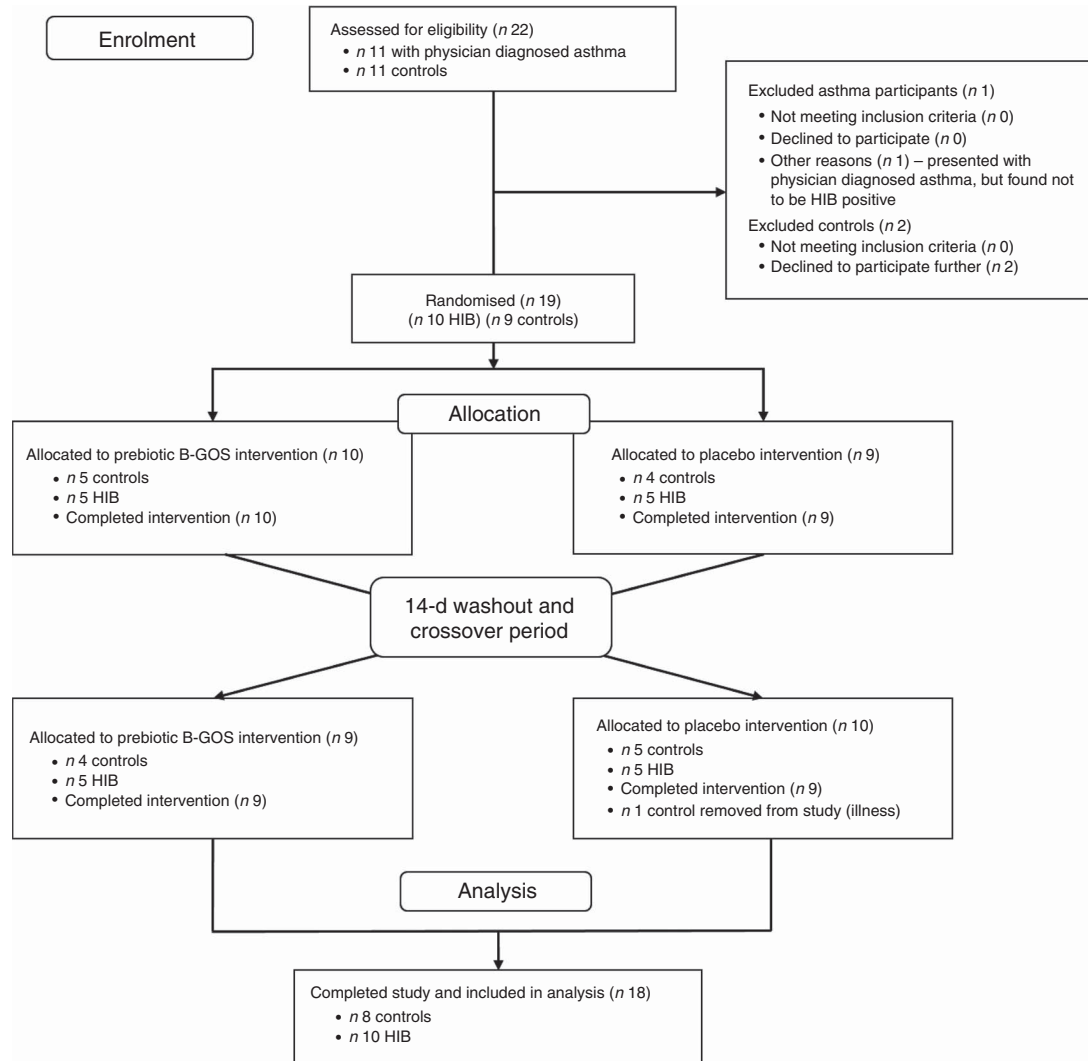 Enrolment
Assessed for eligibility (n 22)
• n 11 with physician diagnosed asthma
• n 11 controls
Excluded asthma participants (n 1)
• Not meeting inclusion criteria (n 0)
• Declined to participate (n 0)
• Other reasons (n 1) – presented with
physician diagnosed asthma, but found not
to be HIB positive
Excluded controls (n 2)
• Not meeting inclusion criteria (n 0)
• Declined to participate further (n 2)
Randomised (n 19)
(n 10 HIB) (n 9 controls)
Allocation
Allocated to prebiotic B-GOS intervention (n 10)
• n 5 controls
• n 5 HIB
• Completed intervention (n 10)
Allocated to placebo intervention (n 9)
• n 4 controls
• n 5 HIB
• Completed intervention (n 9)
14-d washout and
crossover period
Allocated to prebiotic B-GOS intervention (n 9)
• n 4 controls
• n 5 HIB
• Completed intervention (n 9)
Allocated to placebo intervention (n 10)
• n 5 controls
• n 5 HIB
• Completed intervention (n 9)
• n 1 control removed from study (illness)
Analysis
Completed study and included in analysis (n 18)
• n 8 controls
• n 10 HIB